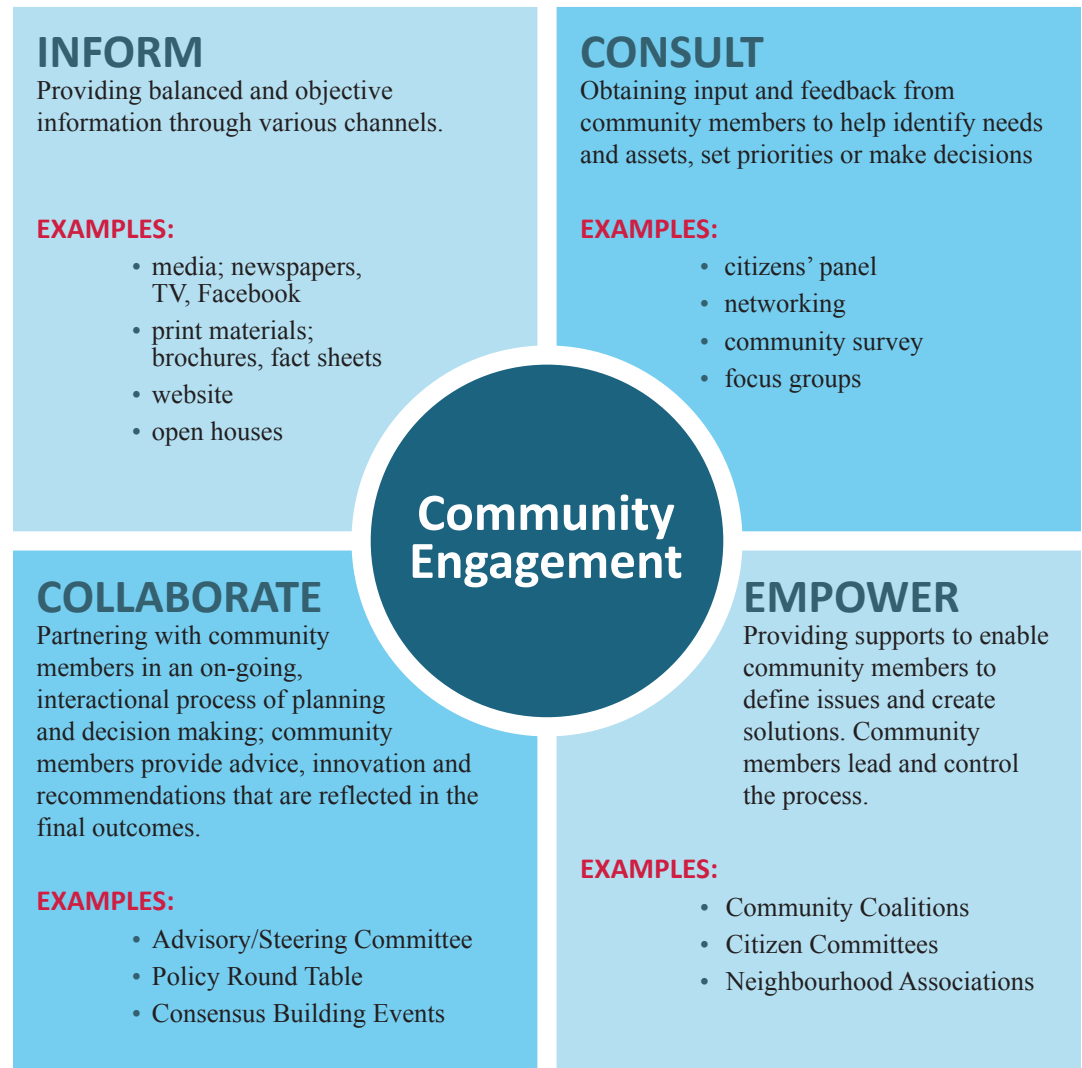 INFORM
Providing balanced and objective
information through various channels.
EXAMPLES:
• media; newspapers,
TV, Facebook
• print materials;
brochures, fact sheets
• website
• open houses
CONSULT
Obtaining input and feedback from
community members to help identify needs
and assets, set priorities or make decisions
EXAMPLES:
• citizens’ panel
• networking
• community survey
• focus groups
Community
Engagement
COLLABORATE
Partnering with community
members in an on-going,
interactional process of planning
and decision making; community
members provide advice, innovation and
recommendations that are reflected in the
final outcomes.
EXAMPLES:
• Advisory/Steering Committee
• Policy Round Table
• Consensus Building Events
EMPOWER
Providing supports to enable
community members to
define issues and create
solutions. Community
members lead and control
the process.
EXAMPLES:
• Community Coalitions
• Citizen Committees
• Neighbourhood Associations